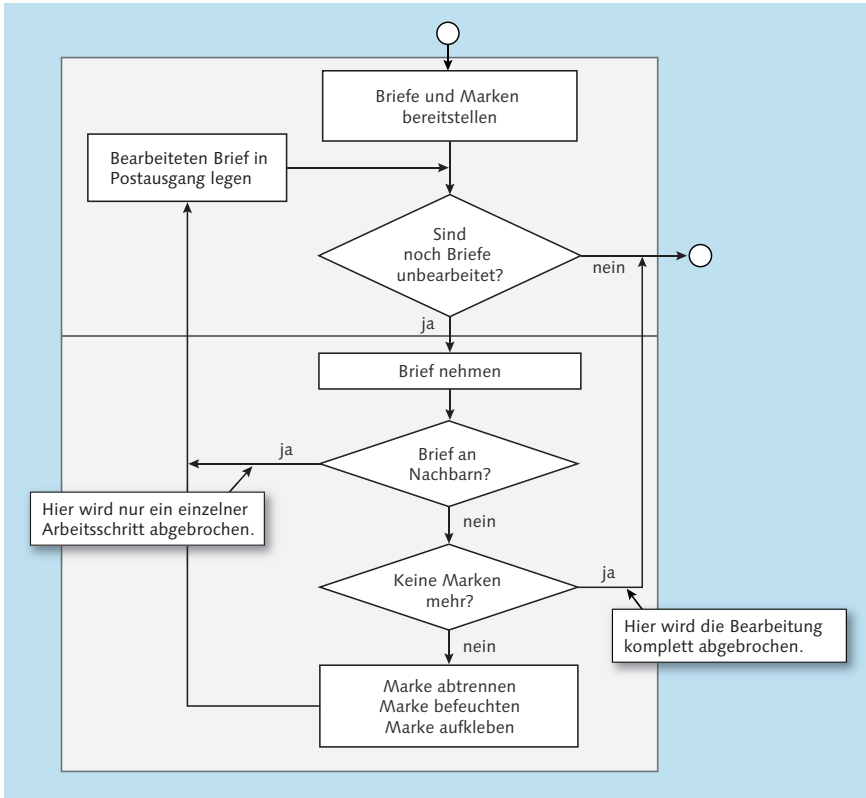 Briefe und Marken
bereitstellen
Bearbeiteten Brief in
Postausgang legen
Sind
noch Briefe
unbearbeitet?
nein
ja
Brief nehmen
Brief an
Nachbarn?
ja
Hier wird nur ein einzelner
Arbeitsschritt abgebrochen.
nein
Keine Marken
mehr?
ja
Hier wird die Bearbeitung
komplett abgebrochen.
nein
Marke abtrennen
Marke befeuchten
Marke aufkleben